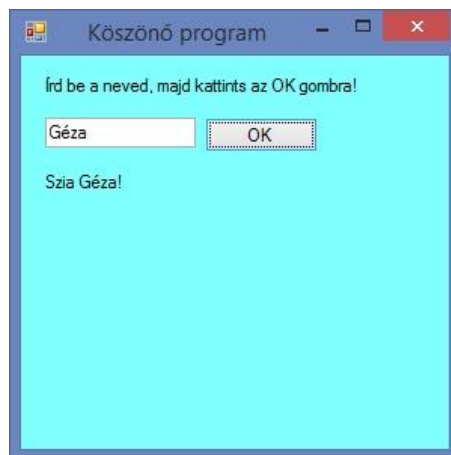 Köszönő program
Írd be a neved, majd kattints az OK gombra!
Géza OK
Szia Géza!